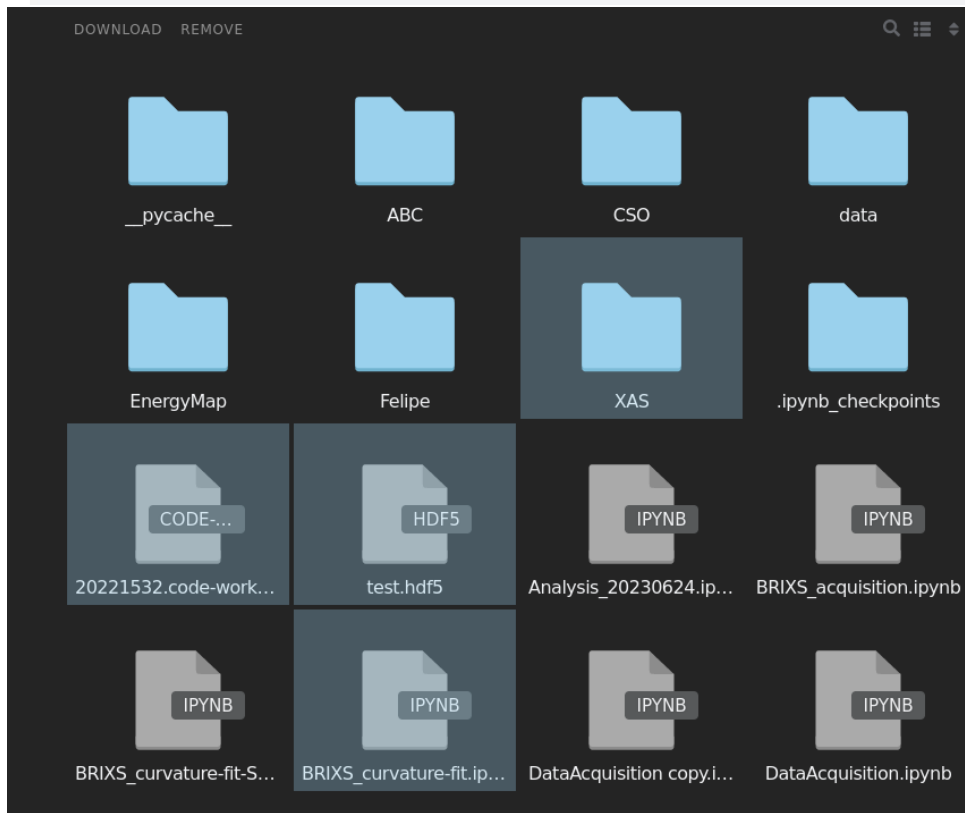 DOWNLOAD REMOVE
__pycache__ ABC CSO data
EnergyMap Felipe XAS .ipynb_checkpoints
CODE-... HDF5 IPYNB IPYNB
20221532.code-work... test.hdf5 Analysis_20230624.ip... BRIXS_acquisition.ipynb
IPYNB IPYNB IPYNB IPYNB
BRIXS_curvature-fit-S... BRIXS_curvature-fit.ip... DataAcquisition copy.i... DataAcquisition.ipynb